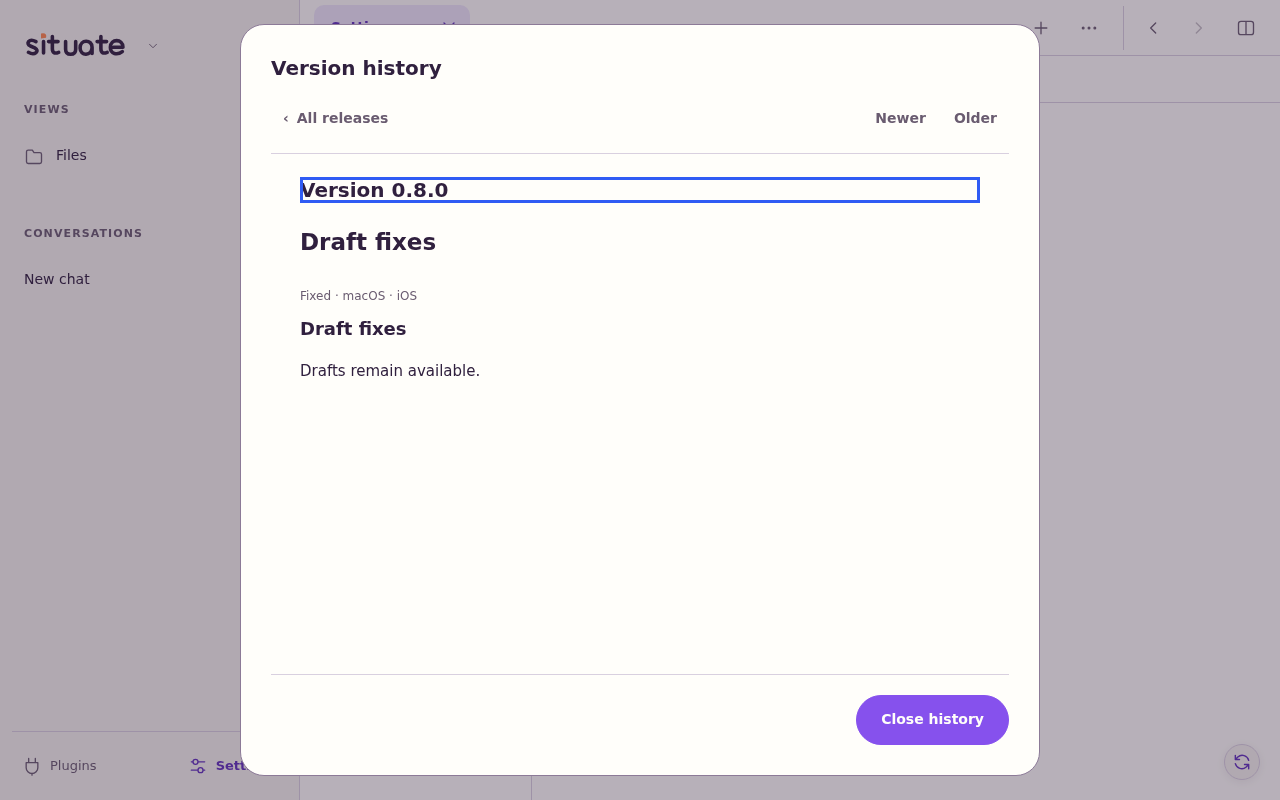 situate
VIEWS
Files
CONVERSATIONS
New chat
Plugins
Version history
‹ All releases
Newer
Older
Version 0.8.0
Draft fixes
Fixed · macOS · iOS
Draft fixes
Drafts remain available.
Close history